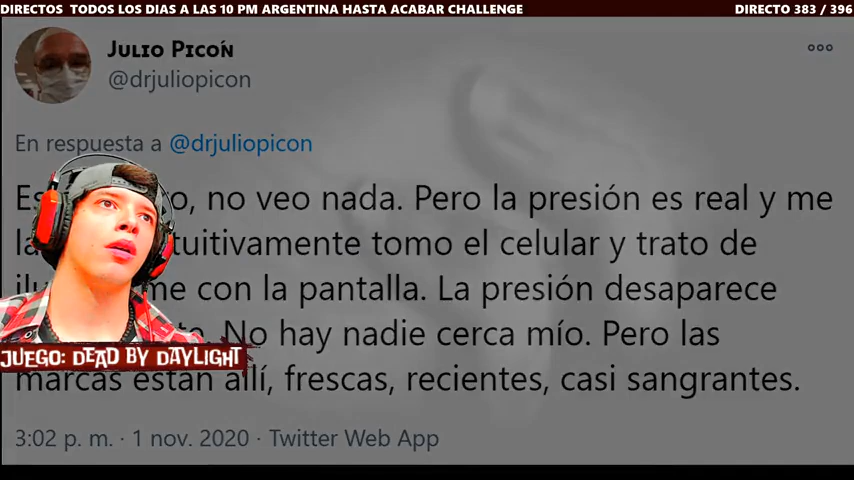 DIRECTOS TODOS LOS DIAS A LAS 10 PM ARGENTINA HASTA ACABAR CHALLENGE
DIRECTO 383 / 396
Julio Picón
@drjuliopicon
En respuesta a @drjuliopicon
no veo nada. Pero la presión es real y me
tomo el celular y trato de
con la pantalla. La presión desaparece
No hay nadie cerca mío. Pero las
marcas están allí, frescas, recientes, casi sangrantes.
JUEGO: DEAD BY DAYLIGHT
3:02 p. m. · 1 nov. 2020 · Twitter Web App